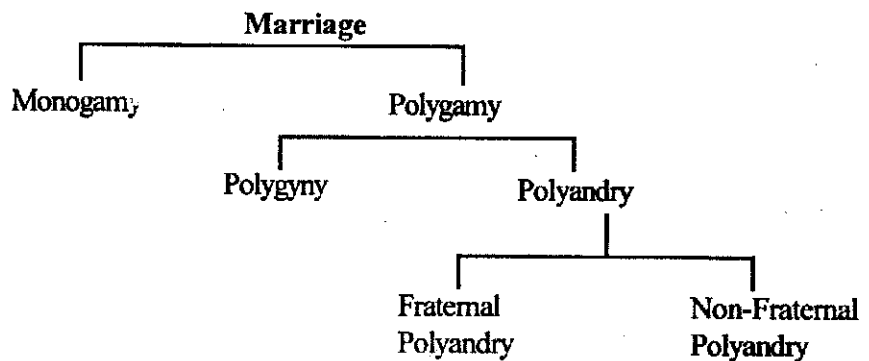 Marriage
Monogamy
Polygamy
Polygyny
Polyandry
Fraternal
Polyandry
Non-Fraternal
Polyandry